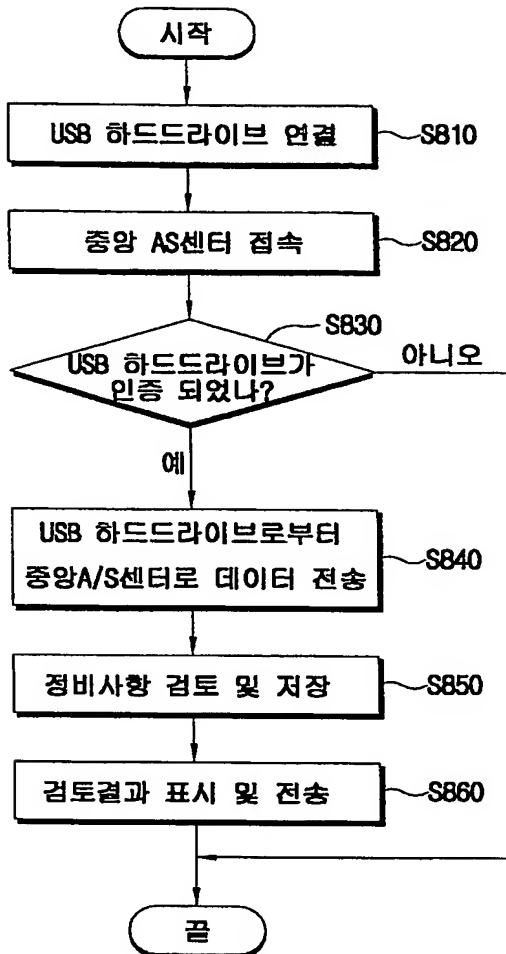 시작
USB 하드드라이브 연결
S810
중앙 AS센터 접속
S820
S830
USB 하드드라이브가
인증 되었나?
아니오
예
USB 하드드라이브로부터
중앙A/S센터로 데이터 전송
S840
정비사항 검토 및 저장
S850
검토결과 표시 및 전송
S860
끝